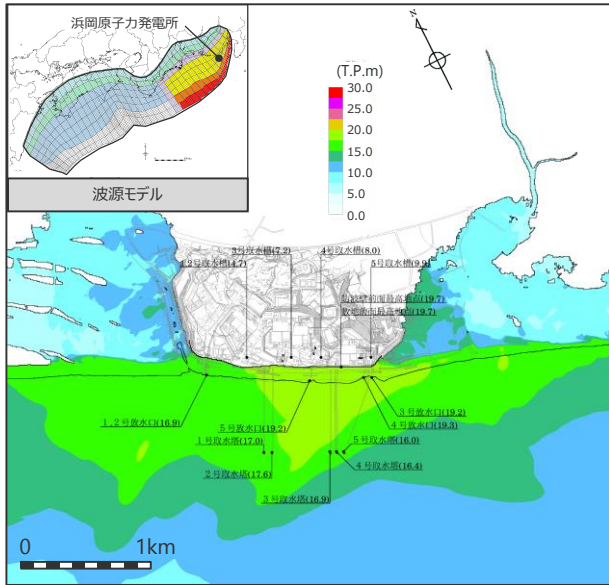 浜岡原子力発電所
波源モデル
N
(T.P.m)
30.0
25.0
20.0
15.0
10.0
5.0
0.0
3号取水槽(7.2)
4号取水槽(8.0)
1,2号取水槽(4.7)
5号取水槽(9.9)
防波壁前面最高地点(19.7)
敷地前面最高地点(19.7)
1,2号放水口(16.9)
5号放水口(19.2)
3号放水口(19.2)
4号放水口(19.3)
1号取水塔(17.0)
5号取水塔(16.0)
2号取水塔(17.6)
4号取水塔(16.4)
3号取水塔(16.9)
0 1km